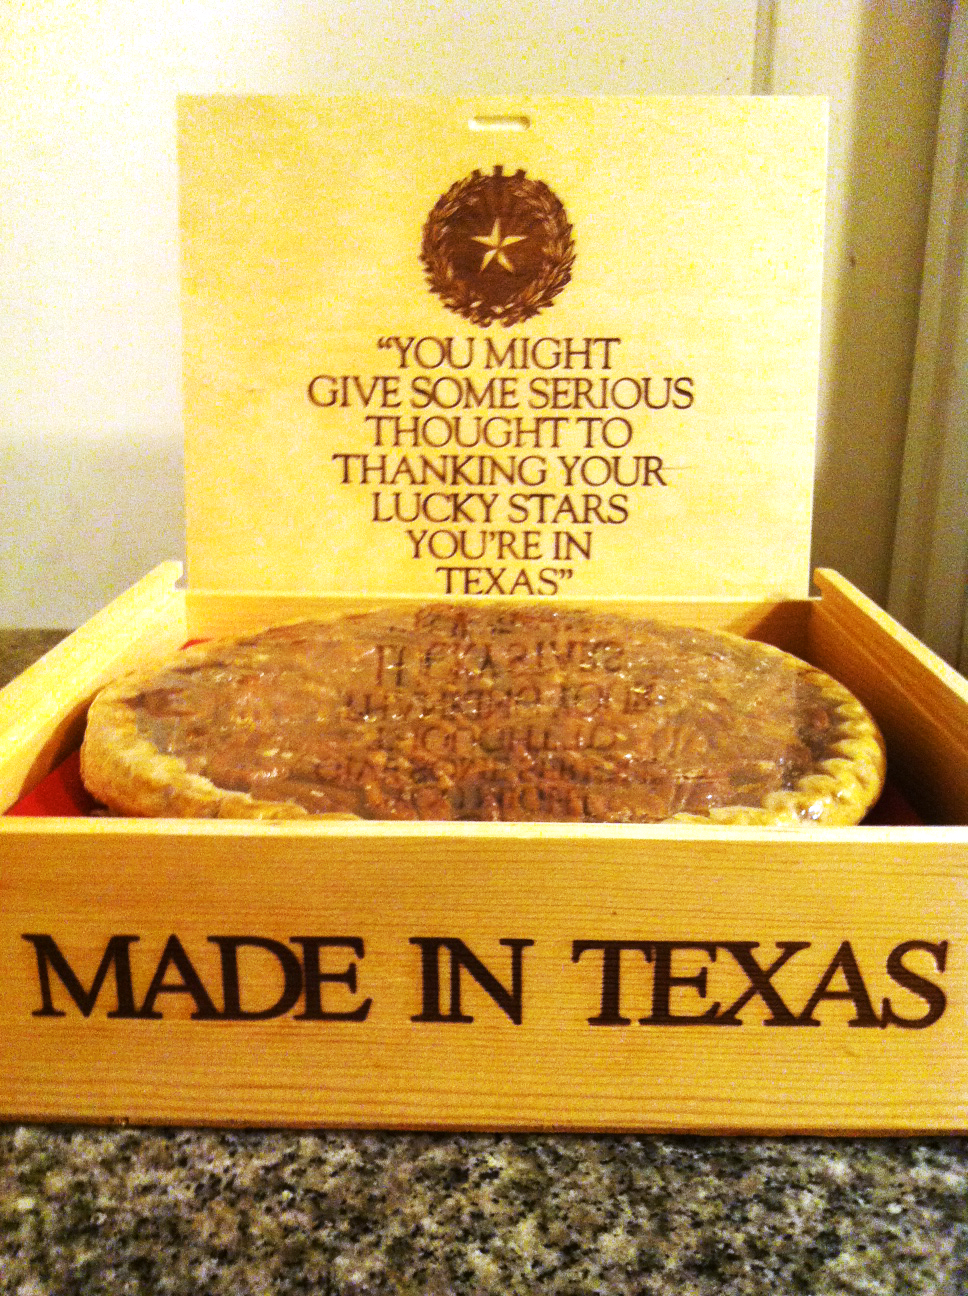 “YOU MIGHT
GIVE SOME SERIOUS
THOUGHT TO
THANKING YOUR
LUCKY STARS
YOU’RE IN
TEXAS”
MADE IN TEXAS